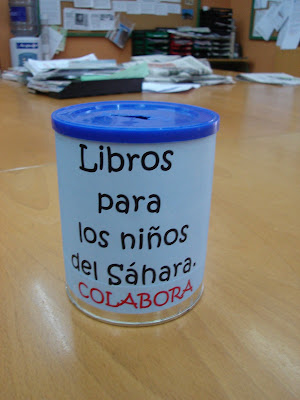 Libros
para
los niños
del Sáhara.
COLABORA